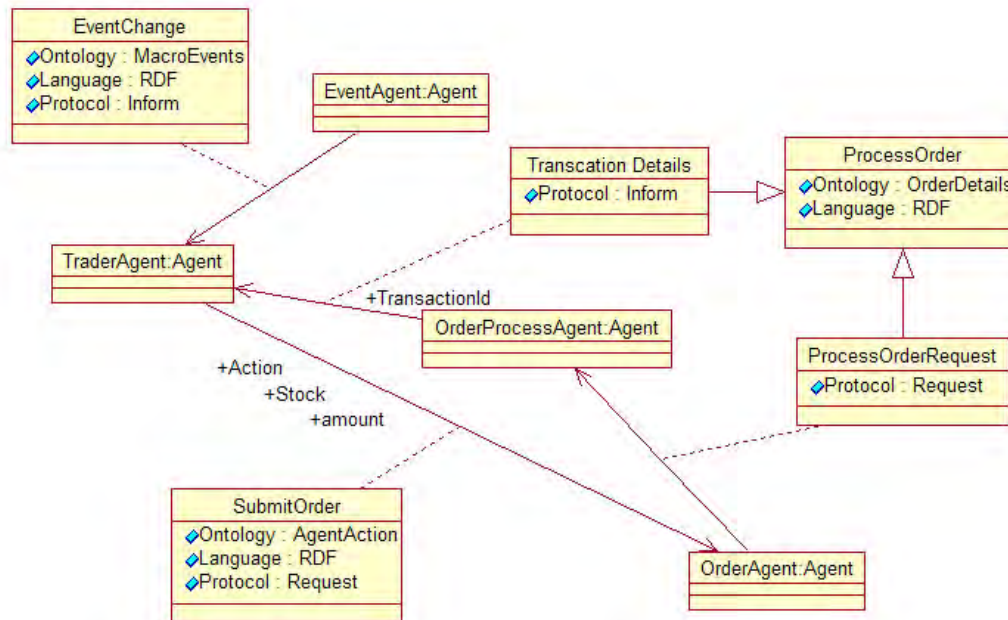 EventChange
Ontology : MacroEvents
Language : RDF
Protocol : Inform
EventAgent:Agent
Transcation Details
Protocol : Inform
ProcessOrder
Ontology : OrderDetails
Language : RDF
TraderAgent:Agent
+TransactionId
OrderProcessAgent:Agent
ProcessOrderRequest
Protocol : Request
+Action
+Stock
+amount
SubmitOrder
Ontology : AgentAction
Language : RDF
Protocol : Request
OrderAgent:Agent